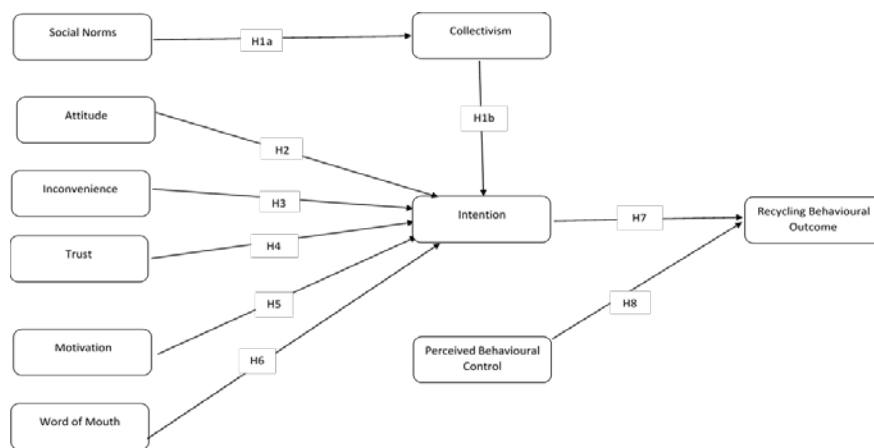 Social Norms
H1a
Collectivism
H1b
Attitude
H2
Inconvenience
H3
Intention
H7
Recycling Behavioural
Outcome
Trust
H4
Motivation
H5
H8
Perceived Behavioural
Control
Word of Mouth
H6